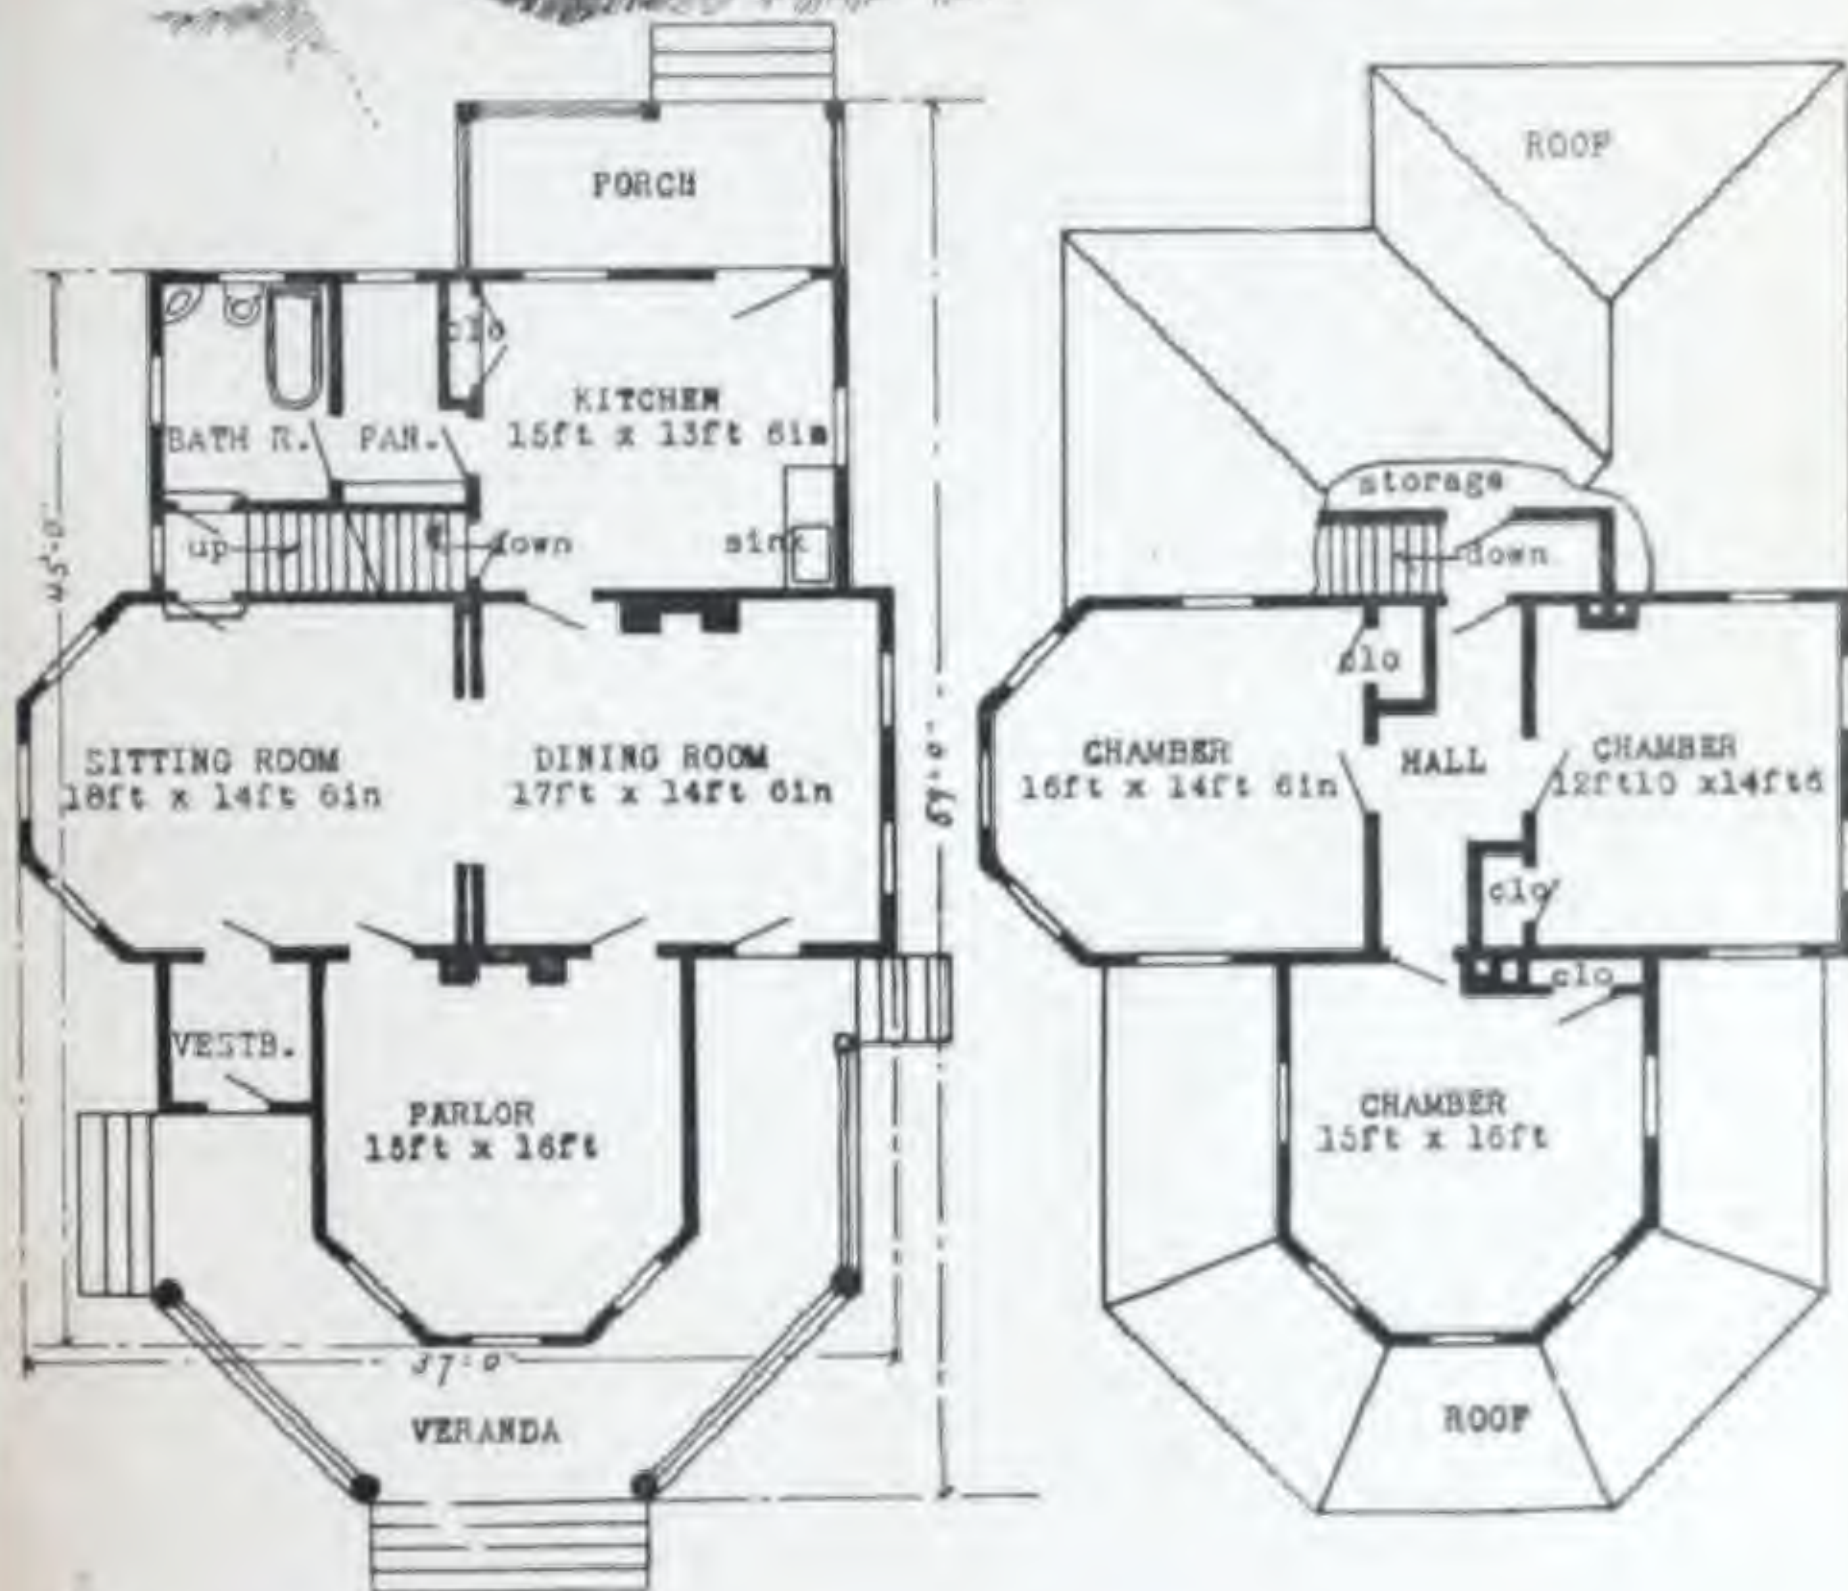 PORCH
clo
KITCHEN
15ft x 13ft 6in
BATH R.
PAN.
up
down
sink
45'-0"
SITTING ROOM
18ft x 14ft 6in
DINING ROOM
17ft x 14ft 6in
VESTB.
PARLOR
15ft x 16ft
37'-0"
VERANDA
ROOF
storage
down
clo
CHAMBER
16ft x 14ft 6in
HALL
CHAMBER
12ft10 x14ft6
clo
clo
CHAMBER
15ft x 16ft
ROOF